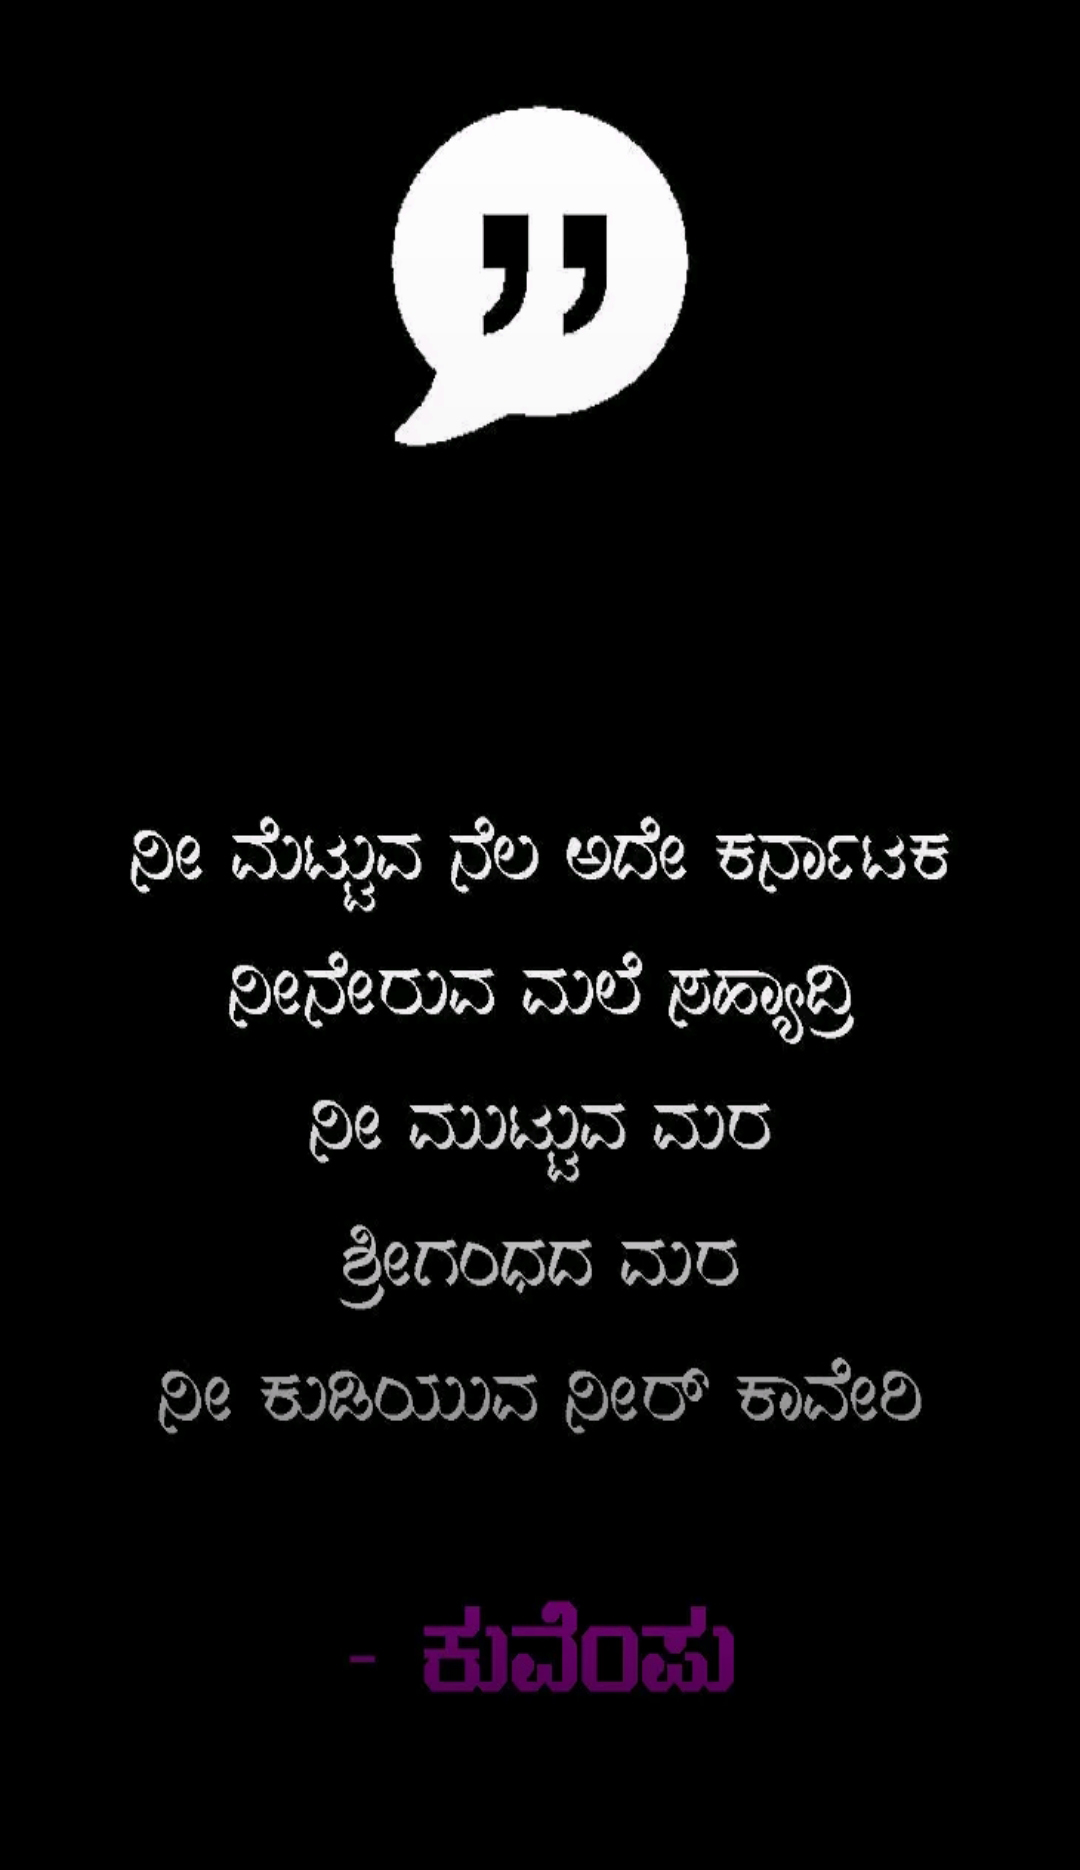 ನೀ ಮೆಟ್ಟುವ ನೆಲ ಅದೇ ಕರ್ನಾಟಕ
ನೀನೇರುವ ಮಲೆ ಸಹ್ಯಾದ್ರಿ
ನೀ ಮುಟ್ಟುವ ಮರ
ಶ್ರೀಗಂಧದ ಮರ
ನೀ ಕುಡಿಯುವ ನೀರ್ ಕಾವೇರಿ
- ಕುವೆಂಪು